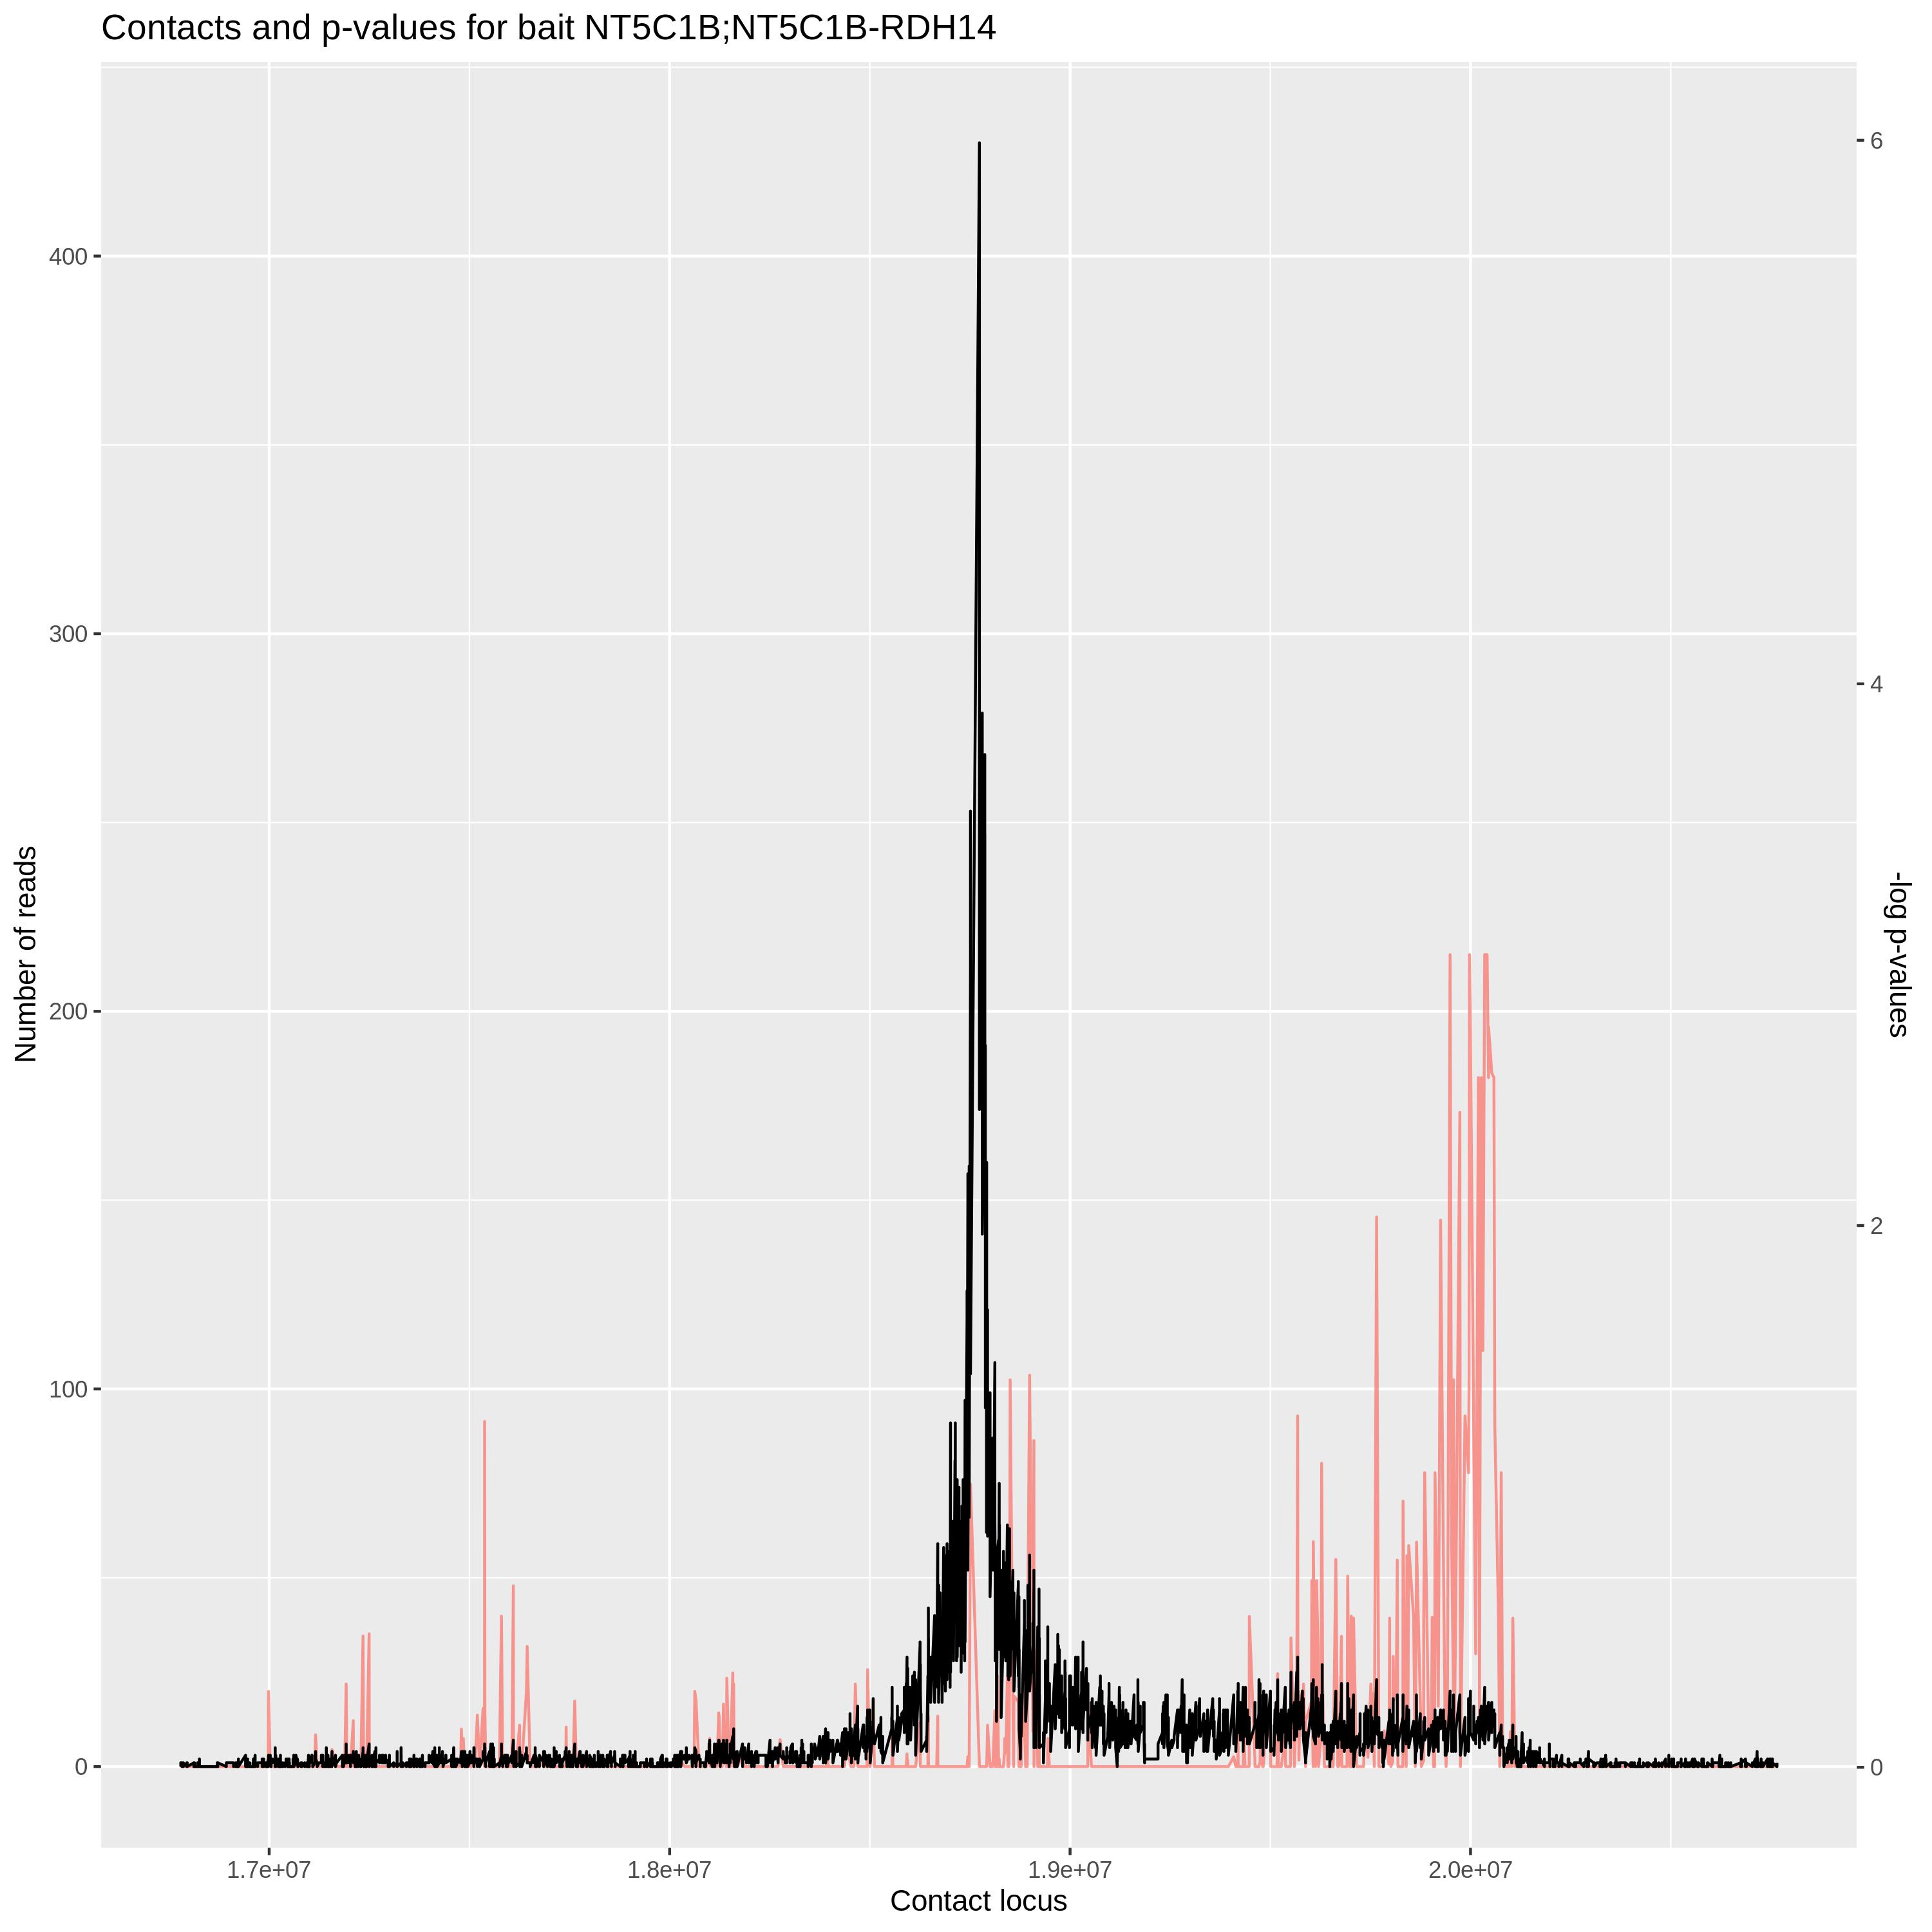 Contacts and p-values for bait NT5C1B;NT5C1B-RDH14
6
400
300
4
Number of reads
-log p-values
200
2
100
0
0
1.7e+07
1.8e+07
1.9e+07
2.0e+07
Contact locus